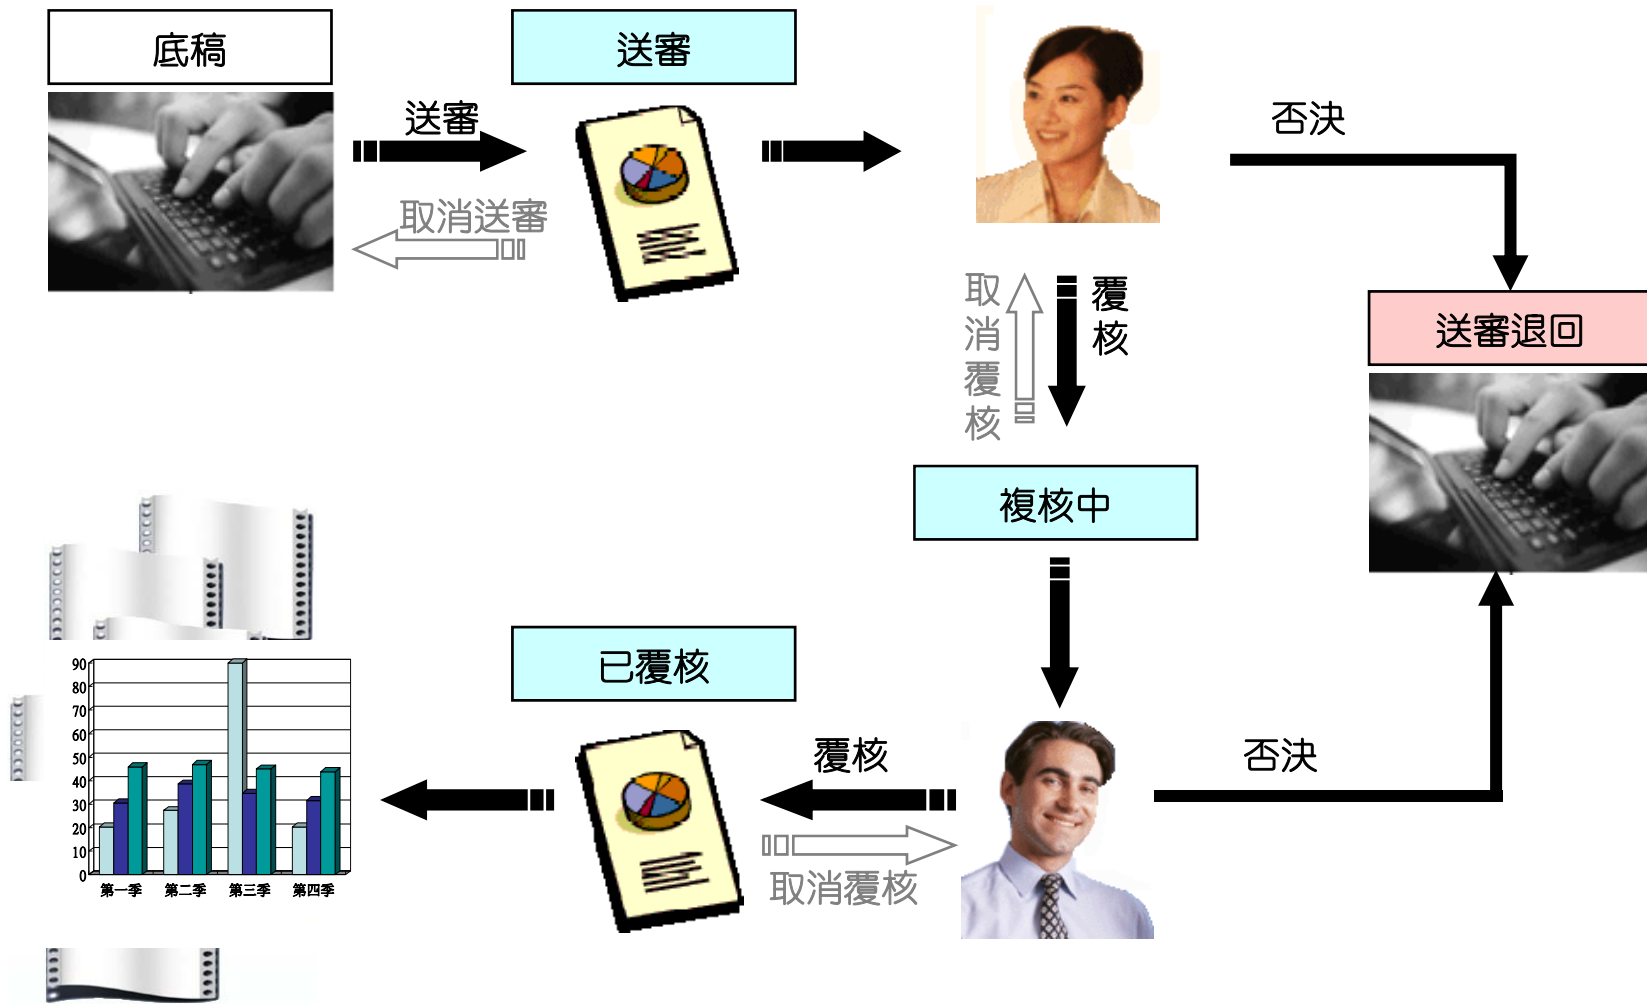 底稿
送審
送審
取消送審
否決
送審退回
取消覆核
覆核
複核中
已覆核
覆核
取消覆核
否決
90
80
70
60
50
40
30
20
10
0
第一季 第二季 第三季 第四季